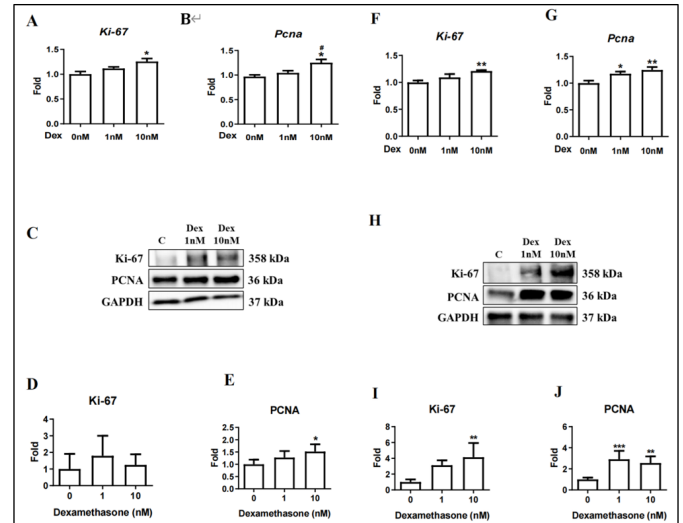 A
Ki-67
Fold
1.5
1.0
0.5
0.0
*
Dex
0nM
1nM
10nM
B↵
Pcna
Fold
1.5
1.0
0.5
0.0
#
*
Dex
0nM
1nM
10nM
F
Ki-67
Fold
1.5
1.0
0.5
0.0
**
Dex
0nM
1nM
10nM
G
Pcna
Fold
1.5
1.0
0.5
0.0
*
**
Dex
0nM
1nM
10nM
C
C
Dex
1nM
Dex
10nM
Ki-67
358 kDa
PCNA
36 kDa
GAPDH
37 kDa
H
C
Dex
1nM
Dex
10nM
Ki-67
358 kDa
PCNA
36 kDa
GAPDH
37 kDa
D
Ki-67
Fold
4
3
2
1
0
0
1
10
Dexamethasone (nM)
E
PCNA
Fold
2.5
2.0
1.5
1.0
0.5
0.0
*
0
1
10
Dexamethasone (nM)
I
Ki-67
Fold
8
6
4
2
0
**
0
1
10
Dexamethasone (nM)
J
PCNA
Fold
6
4
2
0
***
**
0
1
10
Dexamethasone (nM)